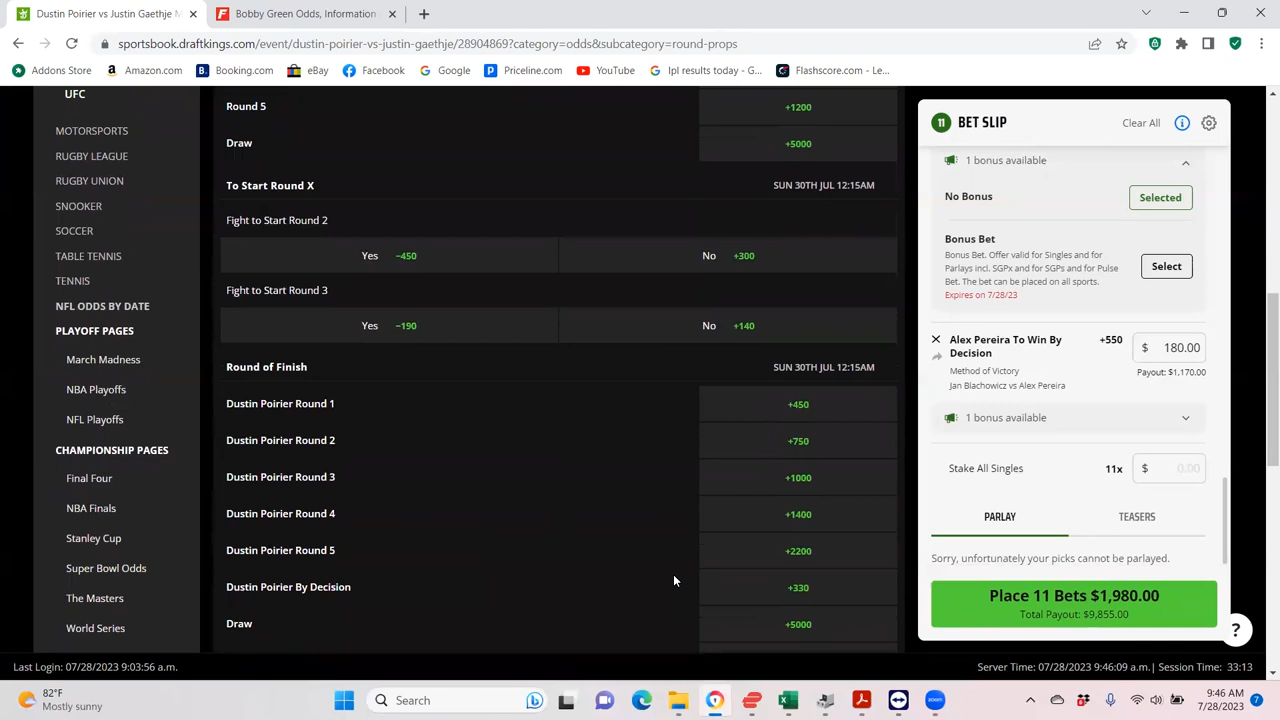 Dustin Poirier vs Justin Gaethje M
Bobby Green Odds, Information
sportsbook.draftkings.com/event/dustin-poirier-vs-justin-gaethje/28904869?category=odds&subcategory=round-props
Addons Store
Amazon.com
Booking.com
eBay
Facebook
Google
Priceline.com
YouTube
Ipl results today - G...
Flashscore.com - Le...
UFC
MOTORSPORTS
RUGBY LEAGUE
RUGBY UNION
SNOOKER
SOCCER
TABLE TENNIS
TENNIS
NFL ODDS BY DATE
PLAYOFF PAGES
March Madness
NBA Playoffs
NFL Playoffs
CHAMPIONSHIP PAGES
Final Four
NBA Finals
Stanley Cup
Super Bowl Odds
The Masters
World Series
Round 5 +1200
Draw +5000
To Start Round X SUN 30TH JUL 12:15AM
Fight to Start Round 2
Yes −450 No +300
Fight to Start Round 3
Yes −190 No +140
Round of Finish SUN 30TH JUL 12:15AM
Dustin Poirier Round 1 +450
Dustin Poirier Round 2 +750
Dustin Poirier Round 3 +1000
Dustin Poirier Round 4 +1400
Dustin Poirier Round 5 +2200
Dustin Poirier By Decision +330
Draw +5000
11 BET SLIP Clear All
1 bonus available
No Bonus Selected
Bonus Bet
Bonus Bet. Offer valid for Singles and for
Parlays incl. SGPx and for SGPs and for Pulse
Bet. The bet can be placed on all sports.
Expires on 7/28/23
Select
Alex Pereira To Win By
Decision
+550 $ 180.00
Method of Victory
Payout: $1,170.00
Jan Blachowicz vs Alex Pereira
1 bonus available
Stake All Singles 11x $ 0.00
PARLAY TEASERS
Sorry, unfortunately your picks cannot be parlayed.
Place 11 Bets $1,980.00
Total Payout: $9,855.00
?
Last Login: 07/28/2023 9:03:56 a.m.
Server Time: 07/28/2023 9:46:09 a.m.| Session Time: 33:13
82°F
Mostly sunny
Search
9:46 AM
7/28/2023
7